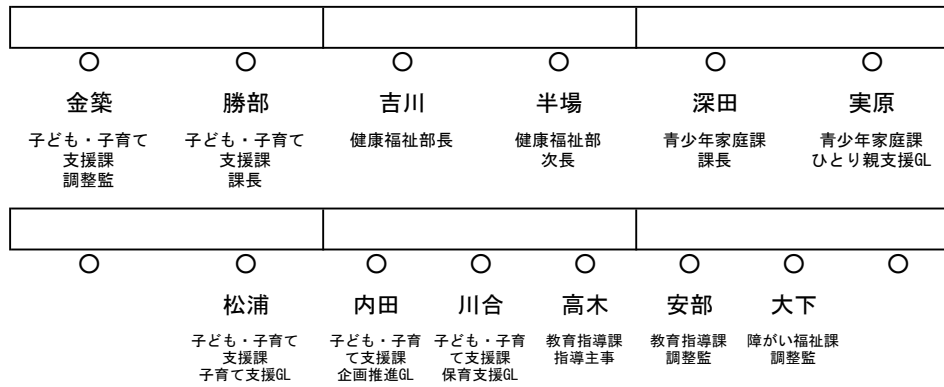 金築 勝部 吉川 半場 深田 実原
子ども・子育て 子ども・子育て 健康福祉部長 健康福祉部 青少年家庭課 青少年家庭課
支援課 支援課 次長 課長 ひとり親支援GL
調整監 課長
松浦 内田 川合 高木 安部 大下
子ども・子育て 子ども・子育 子ども・子育 教育指導課 教育指導課 障がい福祉課
支援課 て支援課 て支援課 指導主事 調整監 調整監
子育て支援GL 企画推進GL 保育支援GL